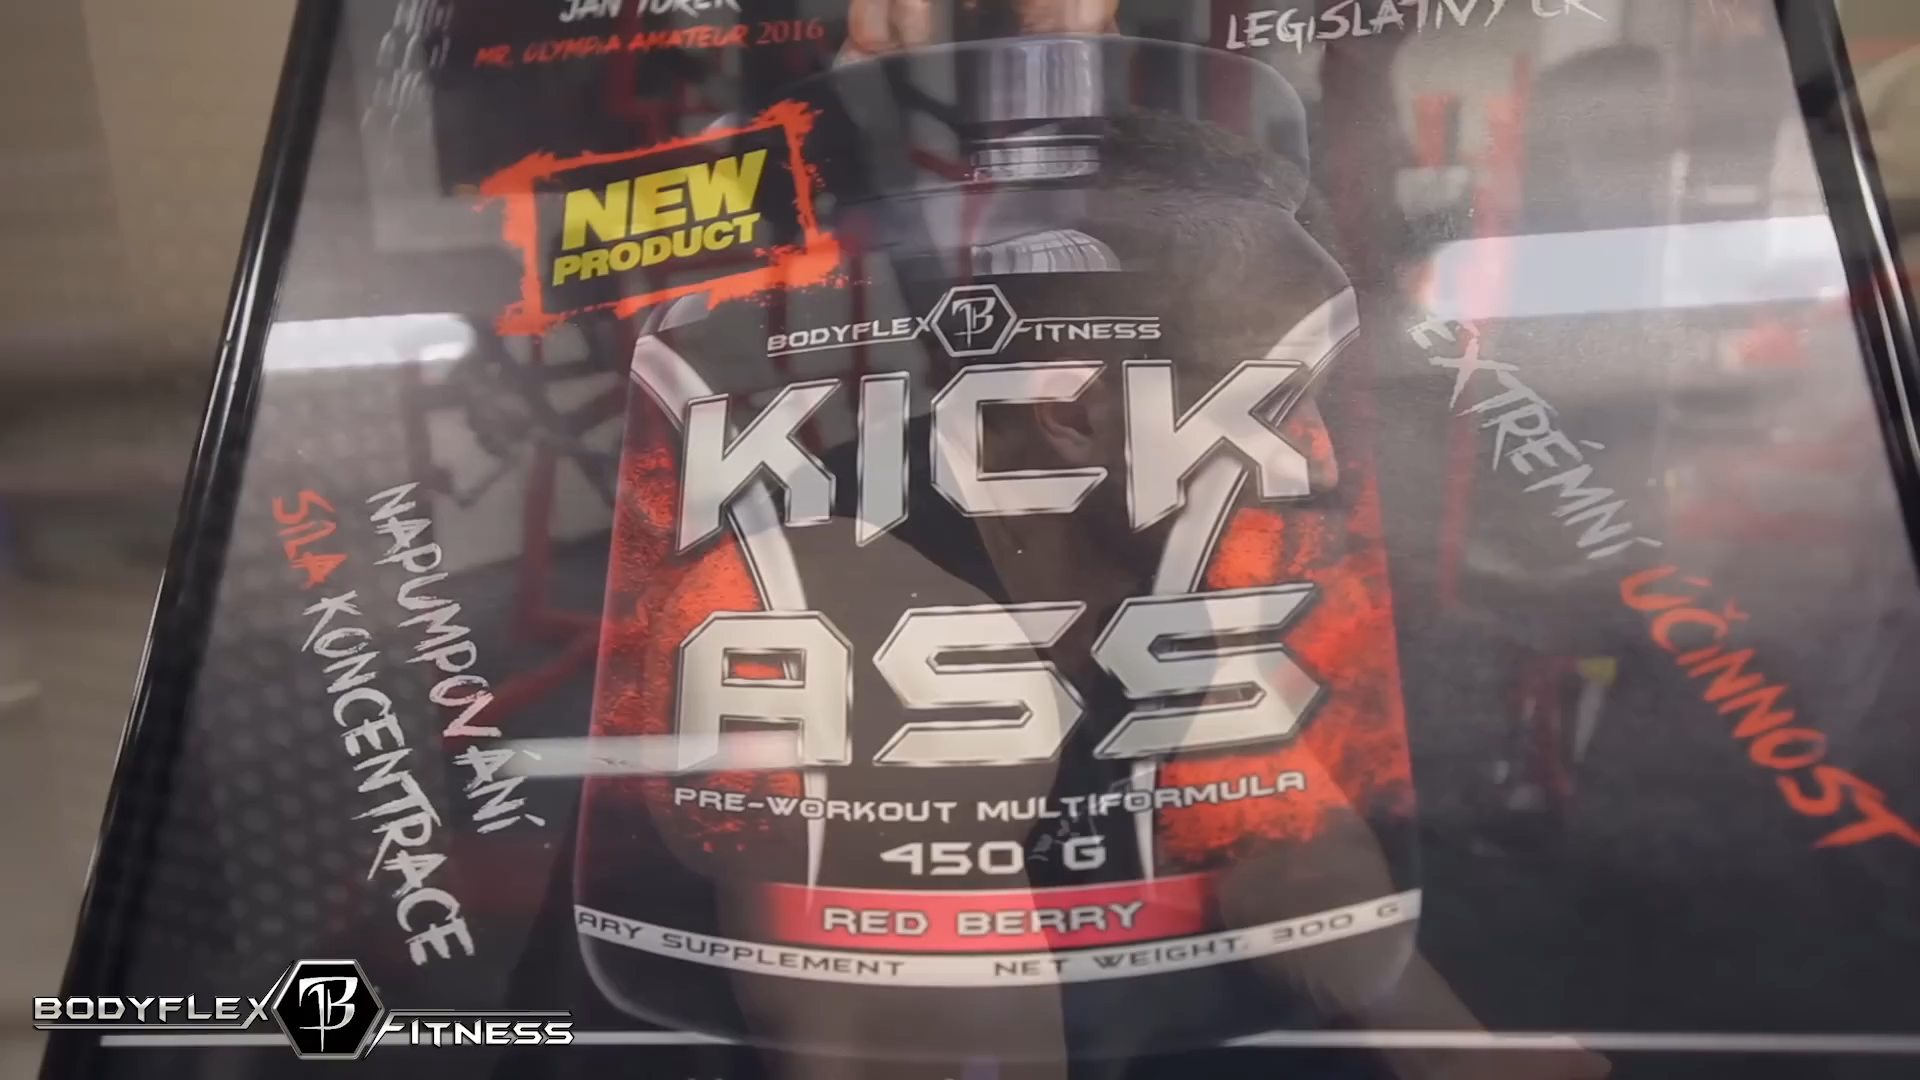 JAN TUREK
MR. OLYMPIA AMATEUR 2016
LEGISLATIVY ČR
NEW
PRODUCT
BODYFLEX FITNESS
KICK
ASS
PRE-WORKOUT MULTIFORMULA
450 G
RED BERRY
ARY SUPPLEMENT NET WEIGHT: 300 G
NAPUMPOVÁNÍ
SÍLA KONCENTRACE
EXTRÉMNÍ ÚČINNOST
BODYFLEX FITNESS